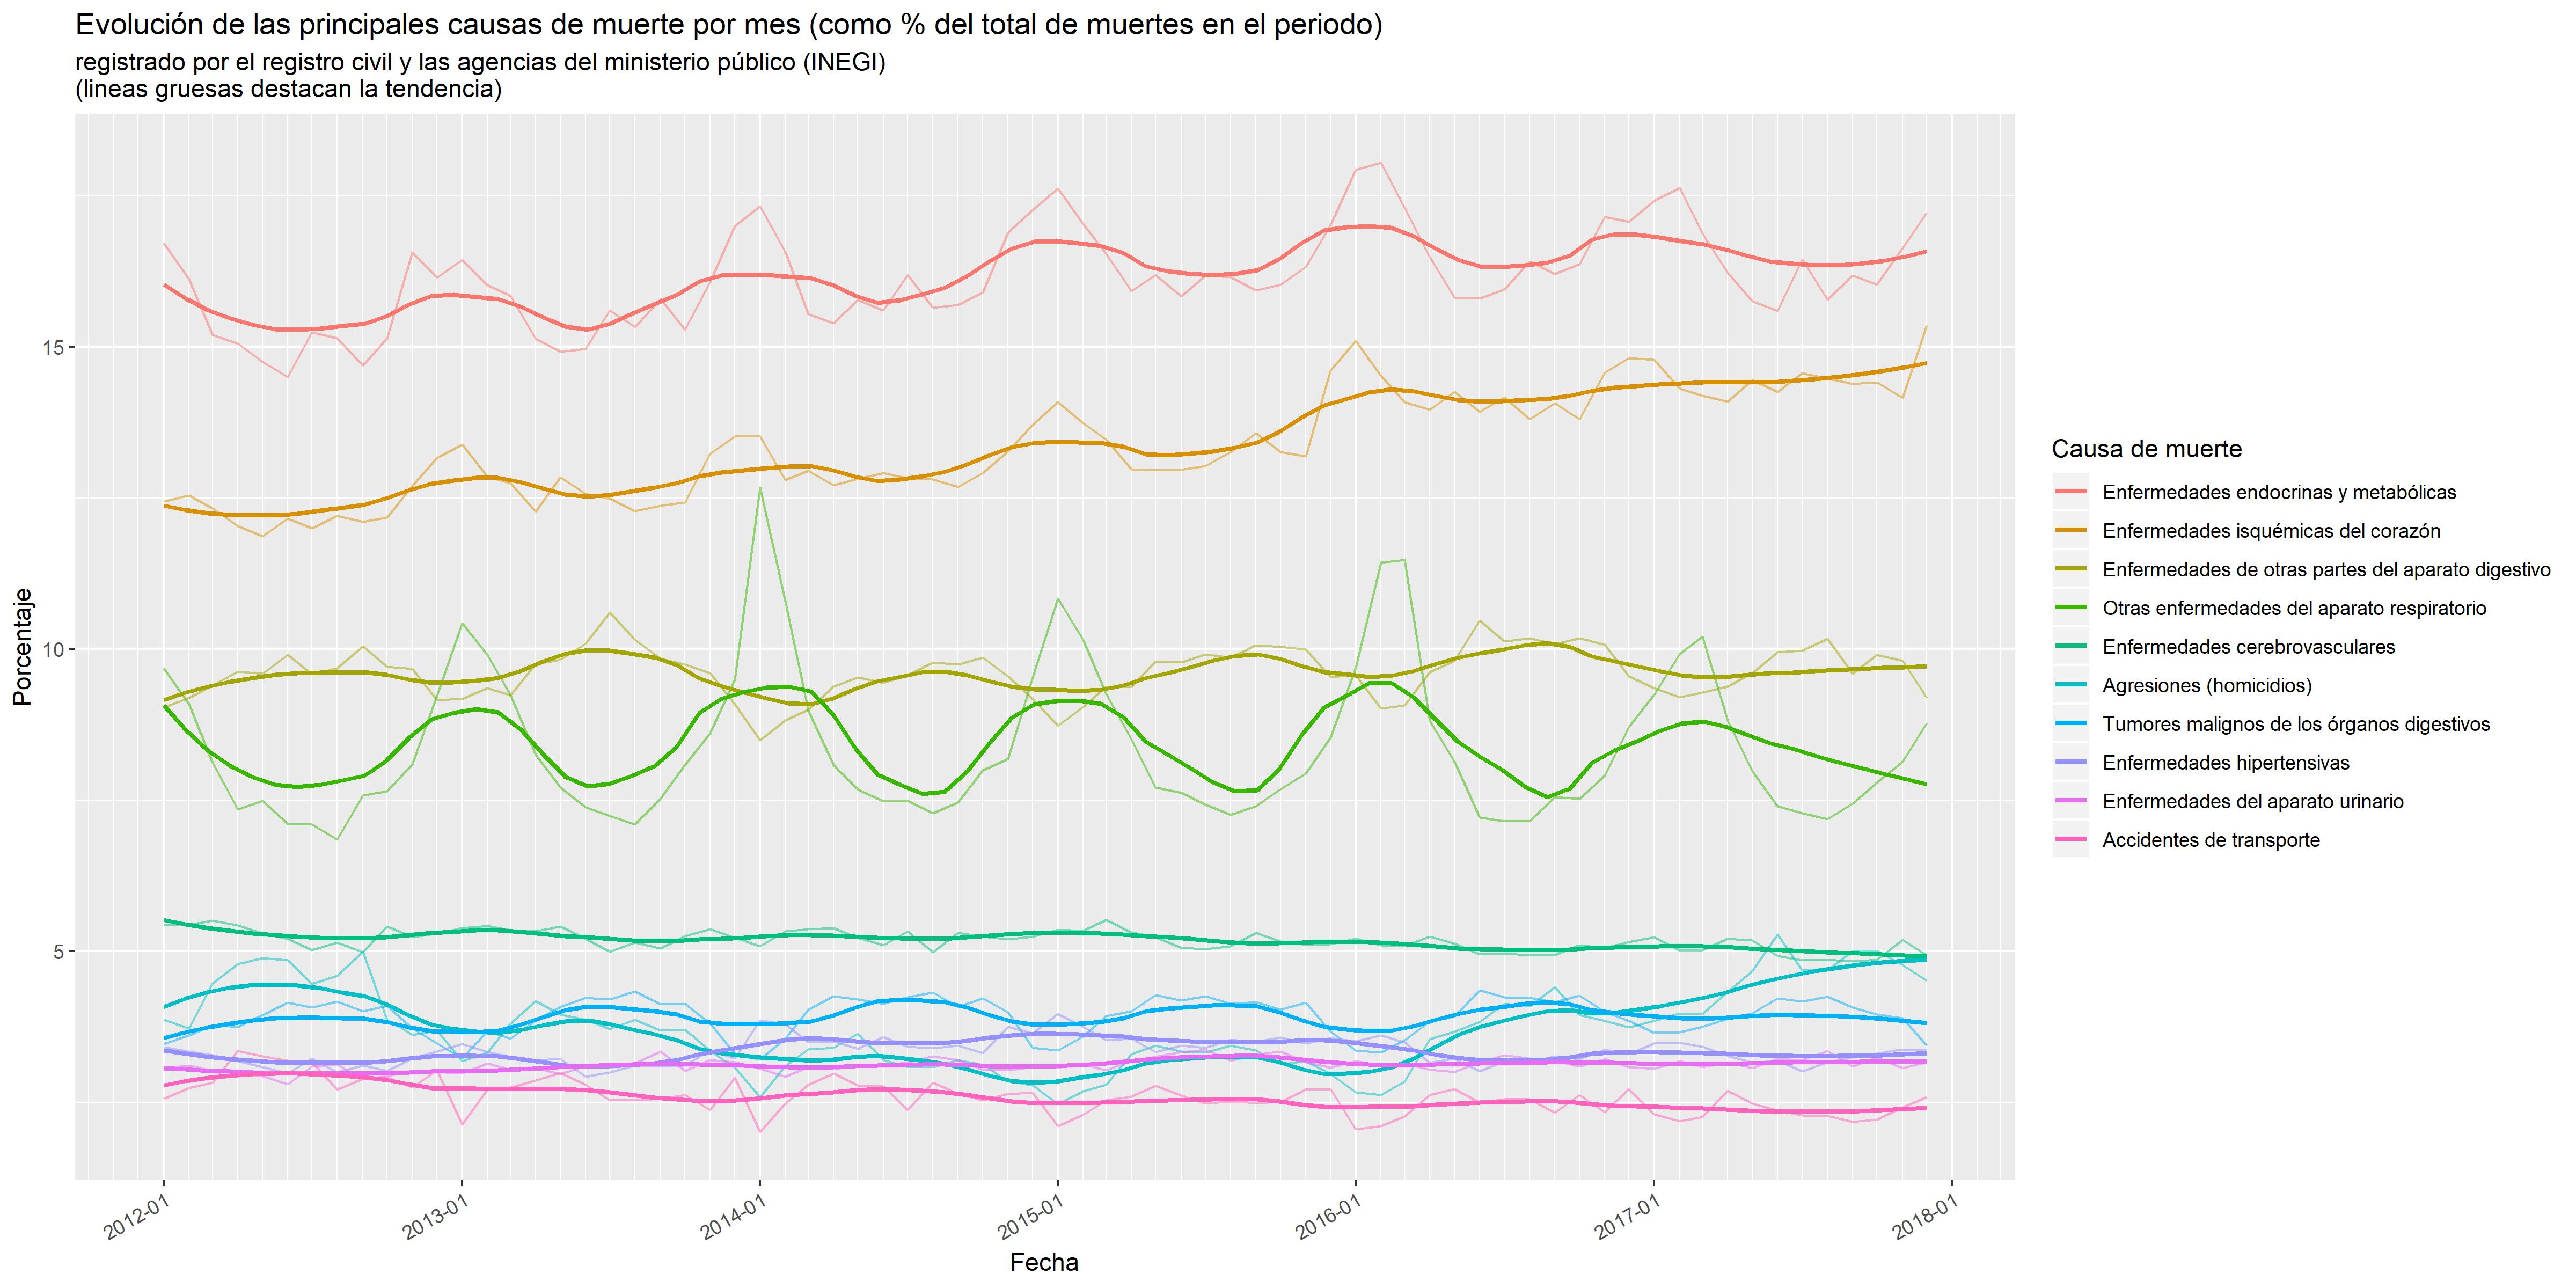 Evolución de las principales causas de muerte por mes (como % del total de muertes en el periodo)
registrado por el registro civil y las agencias del ministerio público (INEGI)
(lineas gruesas destacan la tendencia)
Porcentaje
15
10
5
2012-01
2013-01
2014-01
2015-01
2016-01
2017-01
2018-01
Fecha
Causa de muerte
Enfermedades endocrinas y metabólicas
Enfermedades isquémicas del corazón
Enfermedades de otras partes del aparato digestivo
Otras enfermedades del aparato respiratorio
Enfermedades cerebrovasculares
Agresiones (homicidios)
Tumores malignos de los órganos digestivos
Enfermedades hipertensivas
Enfermedades del aparato urinario
Accidentes de transporte